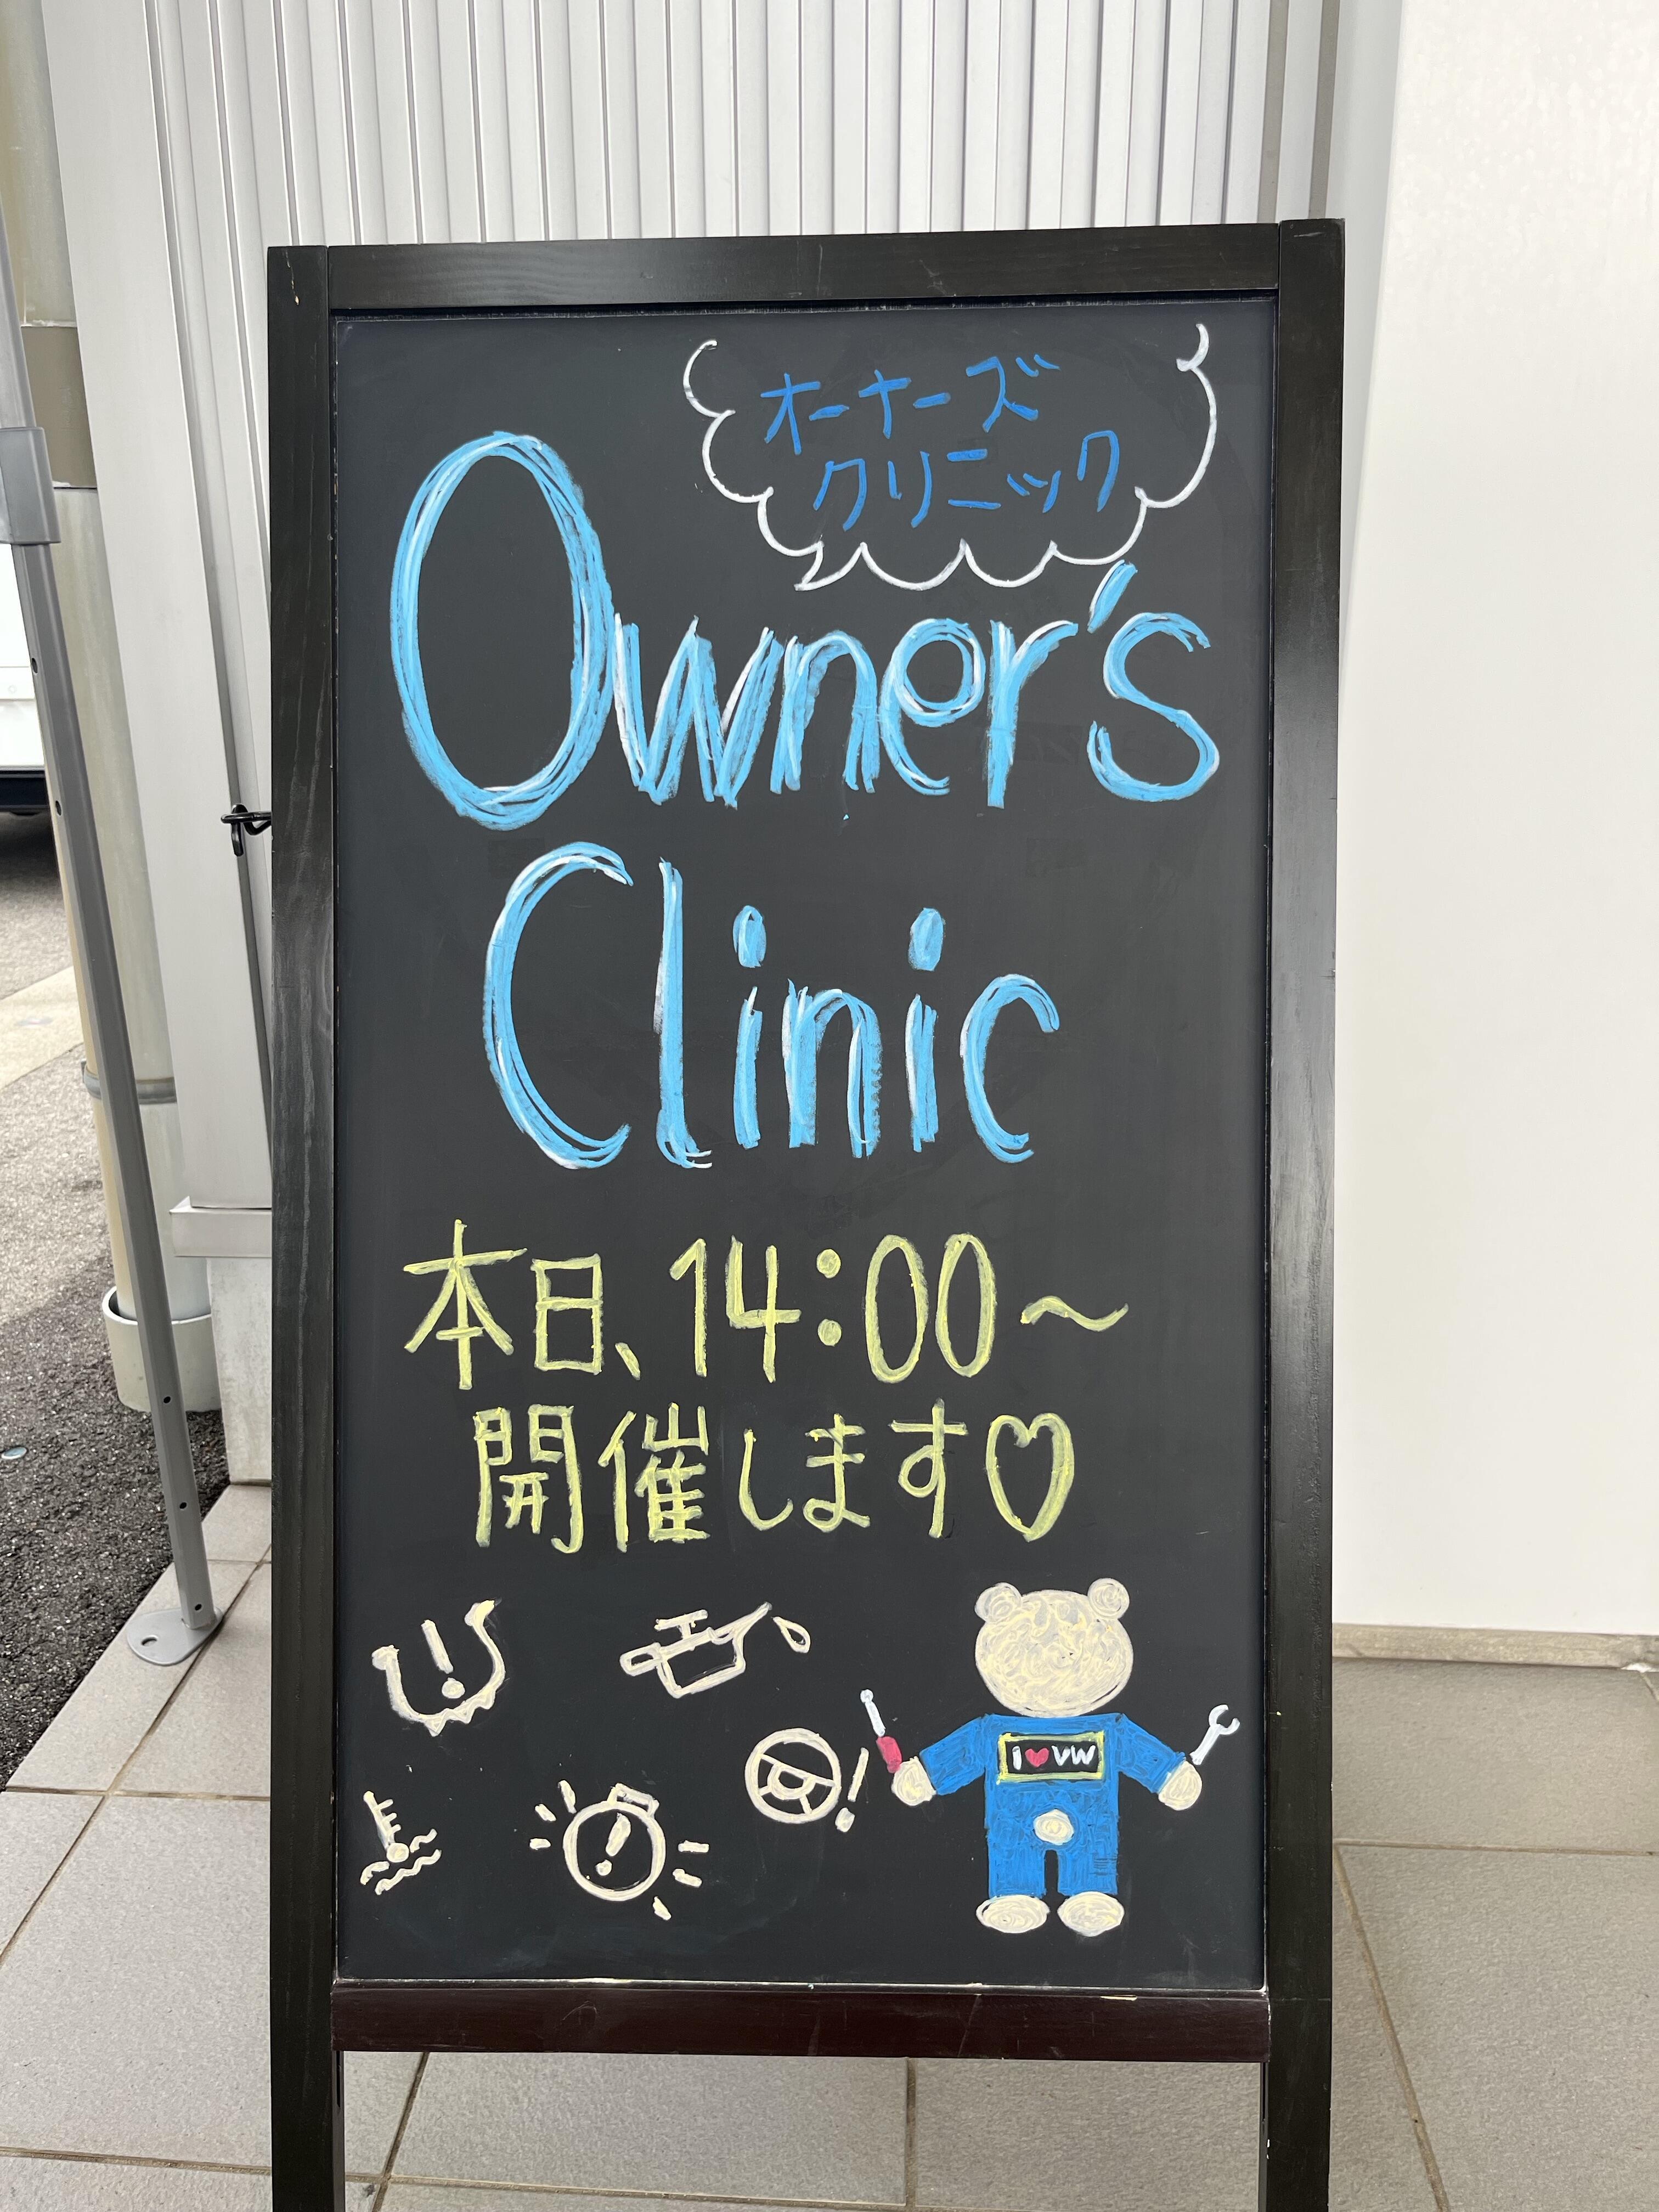 オーナーズ
クリニック
Owner's
Clinic
本日、14:00～
開催します♡
I♥VW